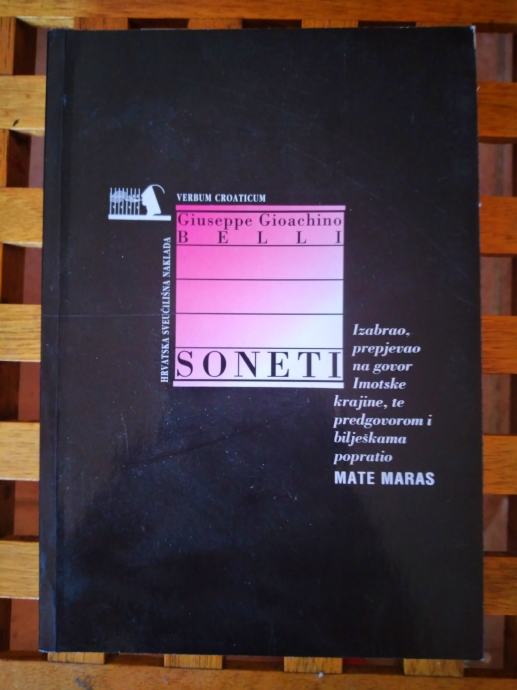 VERBUM CROATICUM
HRVATSKA SVEUČILIŠNA NAKLADA
Giuseppe Gioachino
BELLI
SONETI
Izabrao,
prepjevao
na govor
Imotske
krajine, te
predgovorom i
bilješkama
popratio
MATE MARAS